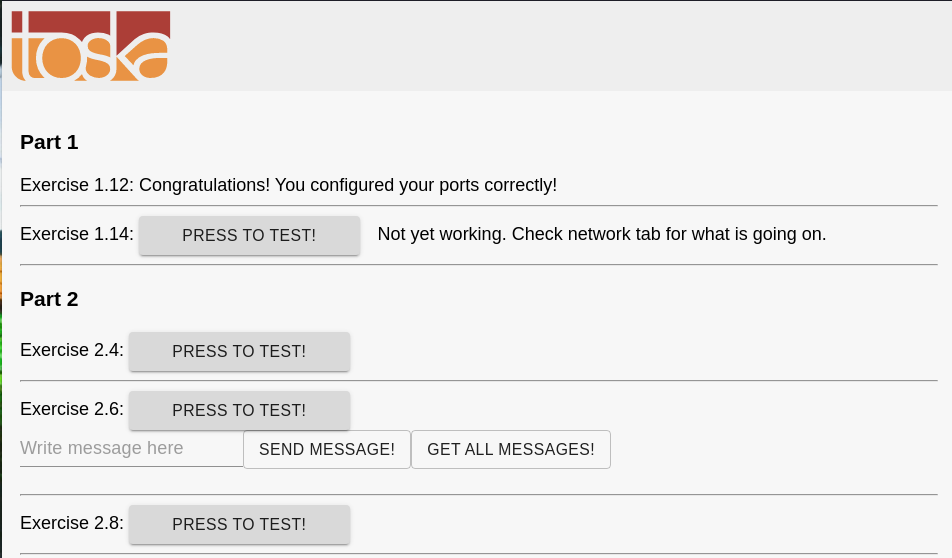 toska
Part 1
Exercise 1.12: Congratulations! You configured your ports correctly!
Exercise 1.14: PRESS TO TEST! Not yet working. Check network tab for what is going on.
Part 2
Exercise 2.4: PRESS TO TEST!
Exercise 2.6: PRESS TO TEST!
Write message here SEND MESSAGE! GET ALL MESSAGES!
Exercise 2.8: PRESS TO TEST!